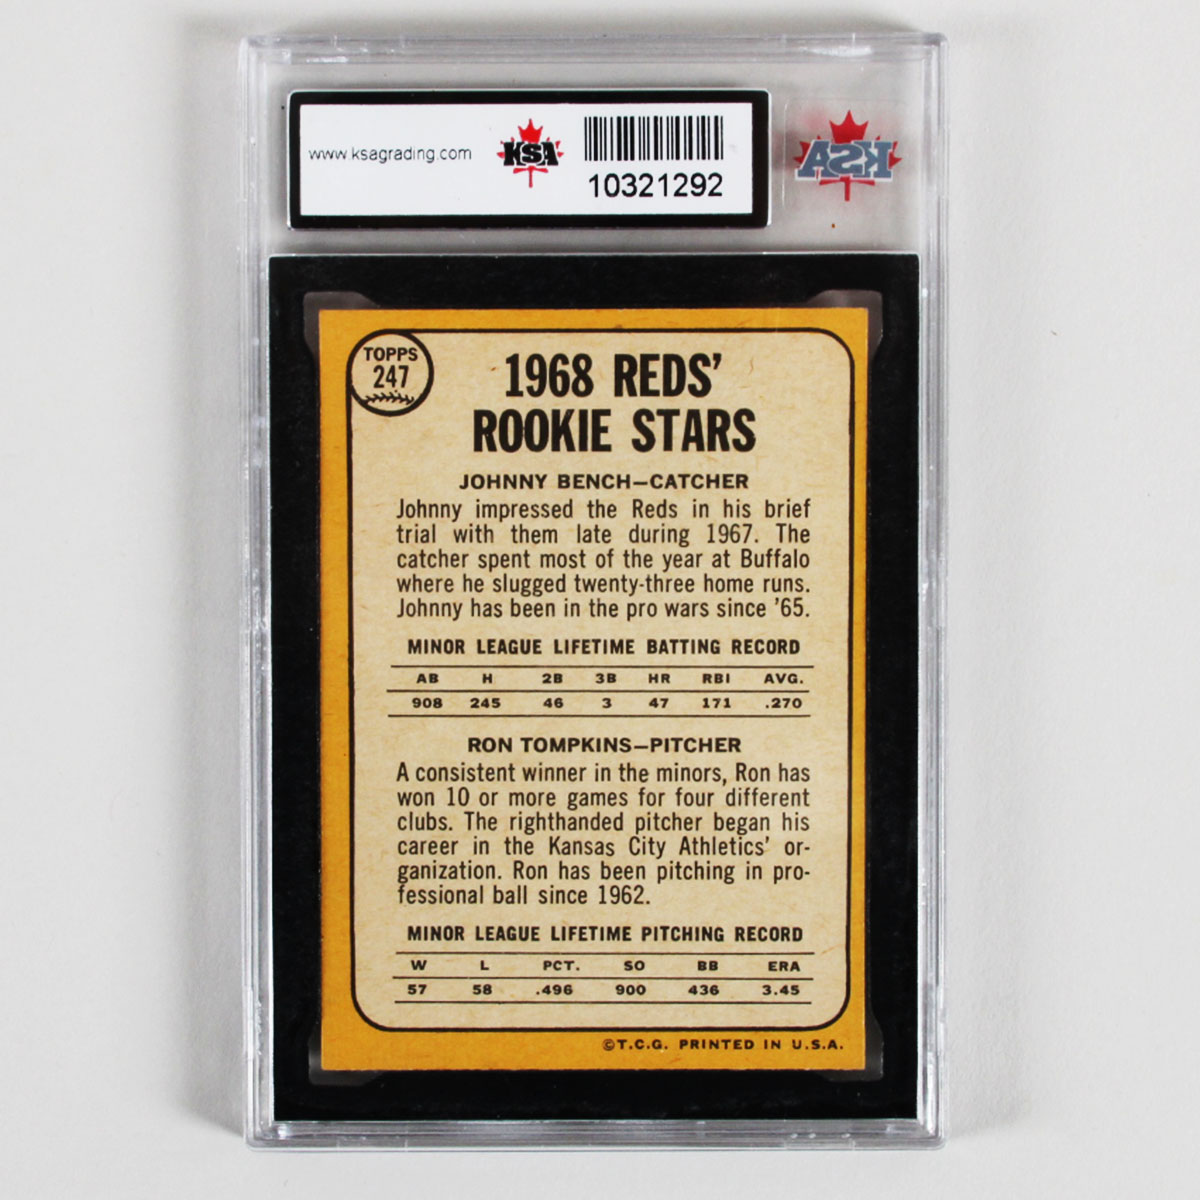 www.ksagrading.com
KSA
10321292
KSA
TOPPS
247
1968 REDS'
ROOKIE STARS
JOHNNY BENCH—CATCHER
Johnny impressed the Reds in his brief
trial with them late during 1967. The
catcher spent most of the year at Buffalo
where he slugged twenty-three home runs.
Johnny has been in the pro wars since '65.
MINOR LEAGUE LIFETIME BATTING RECORD
AB H 2B 3B HR RBI AVG.
908 245 46 3 47 171 .270
RON TOMPKINS—PITCHER
A consistent winner in the minors, Ron has
won 10 or more games for four different
clubs. The righthanded pitcher began his
career in the Kansas City Athletics' or-
ganization. Ron has been pitching in pro-
fessional ball since 1962.
MINOR LEAGUE LIFETIME PITCHING RECORD
W L PCT. SO BB ERA
57 58 .496 900 436 3.45
©T.C.G. PRINTED IN U.S.A.